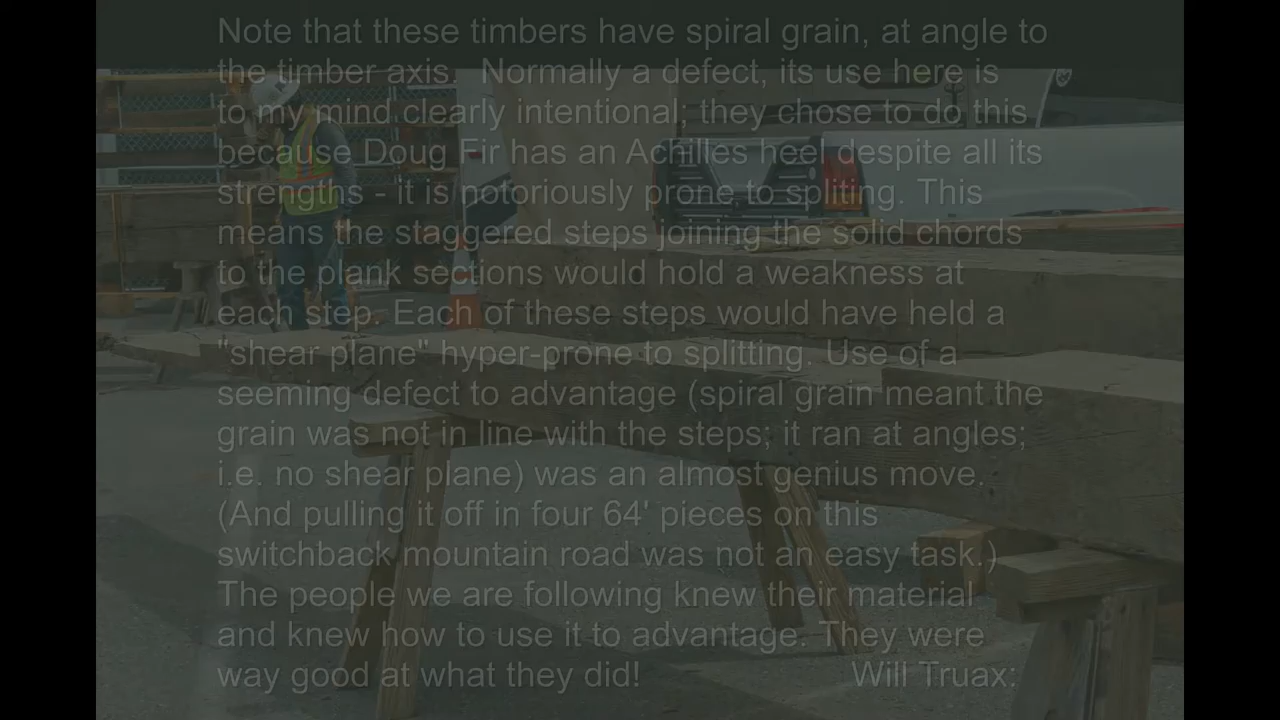 Note that these timbers have spiral grain, at angle to
the timber axis. Normally a defect, its use here is
to my mind clearly intentional; they chose to do this
because Doug Fir has an Achilles heel despite all its
strengths - it is notoriously prone to spliting. This
means the staggered steps joining the solid chords
to the plank sections would hold a weakness at
each step. Each of these steps would have held a
"shear plane" hyper-prone to splitting. Use of a
seeming defect to advantage (spiral grain meant the
grain was not in line with the steps; it ran at angles;
i.e. no shear plane) was an almost genius move.
(And pulling it off in four 64' pieces on this
switchback mountain road was not an easy task.)
The people we are following knew their material
and knew how to use it to advantage. They were
way good at what they did! Will Truax: